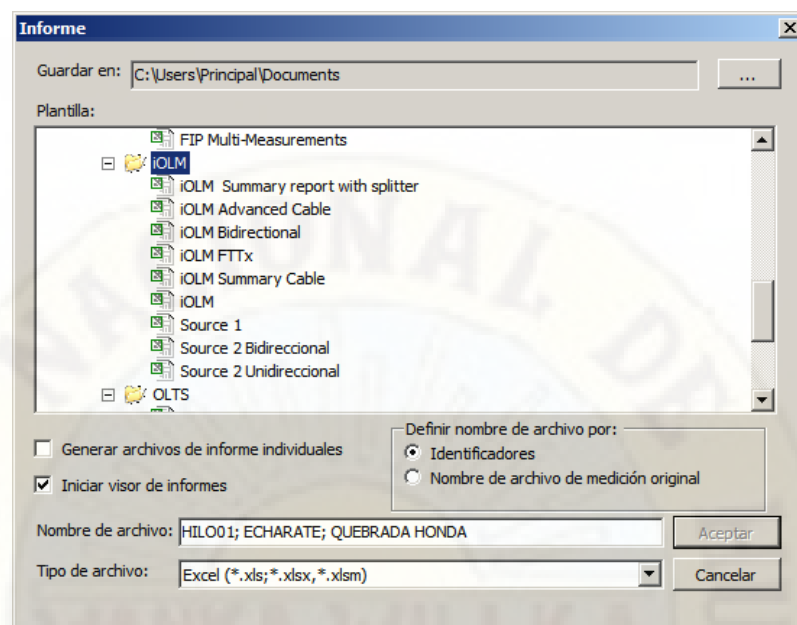 Informe
Guardar en: C:\Users\Principal\Documents ...
Plantilla:
FIP Multi-Measurements
iOLM
iOLM Summary report with splitter
iOLM Advanced Cable
iOLM Bidirectional
iOLM FTTx
iOLM Summary Cable
iOLM
Source 1
Source 2 Bidireccional
Source 2 Unidireccional
OLTS
Generar archivos de informe individuales
Iniciar visor de informes
Definir nombre de archivo por:
Identificadores
Nombre de archivo de medición original
Nombre de archivo: HILO01; ECHARATE; QUEBRADA HONDA Aceptar
Tipo de archivo: Excel (*.xls;*.xlsx,*.xlsm) Cancelar